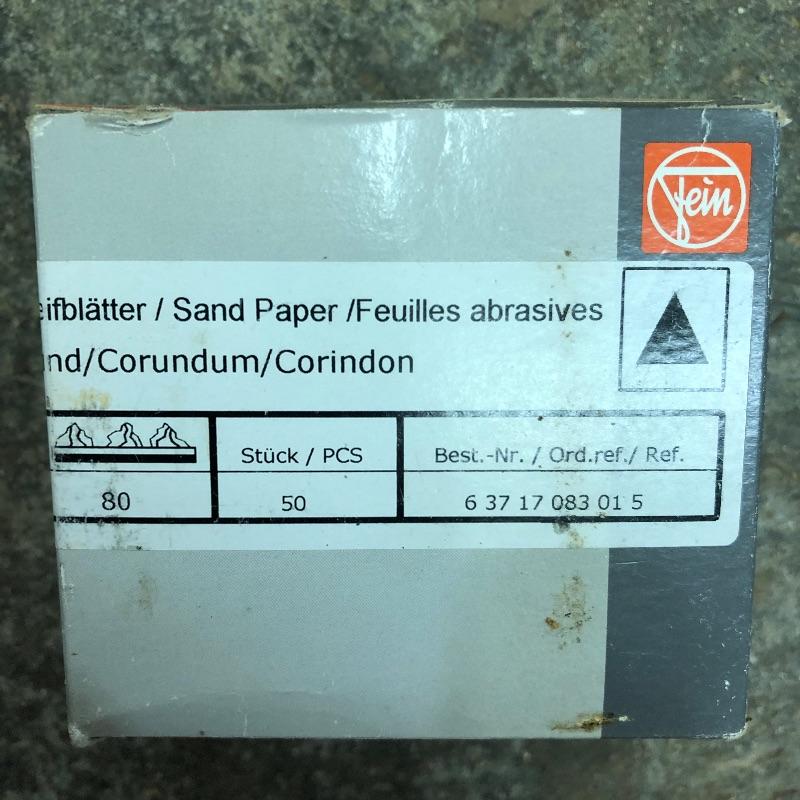 Fein
eifblätter / Sand Paper /Feuilles abrasives
nd/Corundum/Corindon
Stück / PCS
Best.-Nr. / Ord.ref./ Ref.
80
50
6 37 17 083 01 5